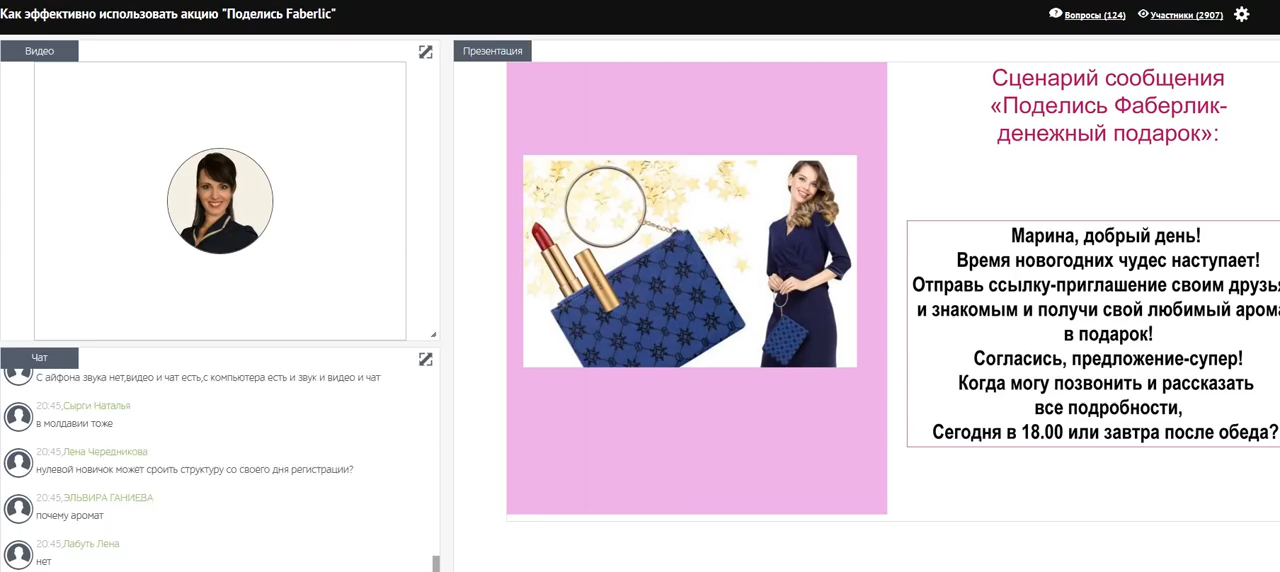 Как эффективно использовать акцию "Поделись Faberlic"
Вопросы (124)
Участники (2907)
Видео
Презентация
Сценарий сообщения
«Поделись Фаберлик-
денежный подарок»:
Марина, добрый день!
Время новогодних чудес наступает!
Отправь ссылку-приглашение своим друзья
и знакомым и получи свой любимый арома
в подарок!
Согласись, предложение-супер!
Когда могу позвонить и рассказать
все подробности,
Сегодня в 18.00 или завтра после обеда?
Чат
С айфона звука нет,видео и чат есть,с компьютера есть и звук и видео и чат
20:45,Сырги Наталья
в молдавии тоже
20:45,Лена Чередникова
нулевой новичок может сроить структуру со своего дня регистрации?
20:45,ЭЛЬВИРА ГАНИЕВА
почему аромат
20:45,Лабуть Лена
нет